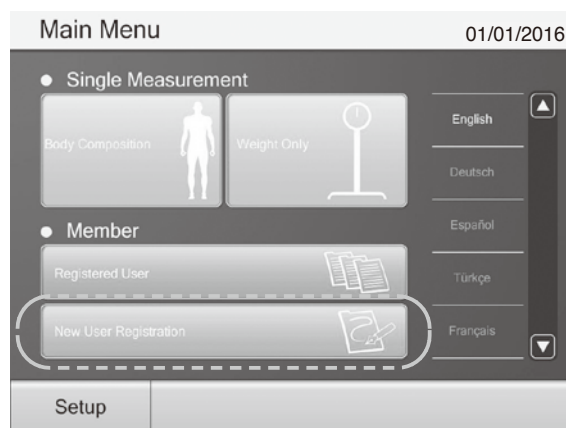 Main Menu
01/01/2016
Single Measurement
Body Composition
Weight Only
Member
Registered User
New User Registration
English
Deutsch
Español
Türkçe
Français
Setup